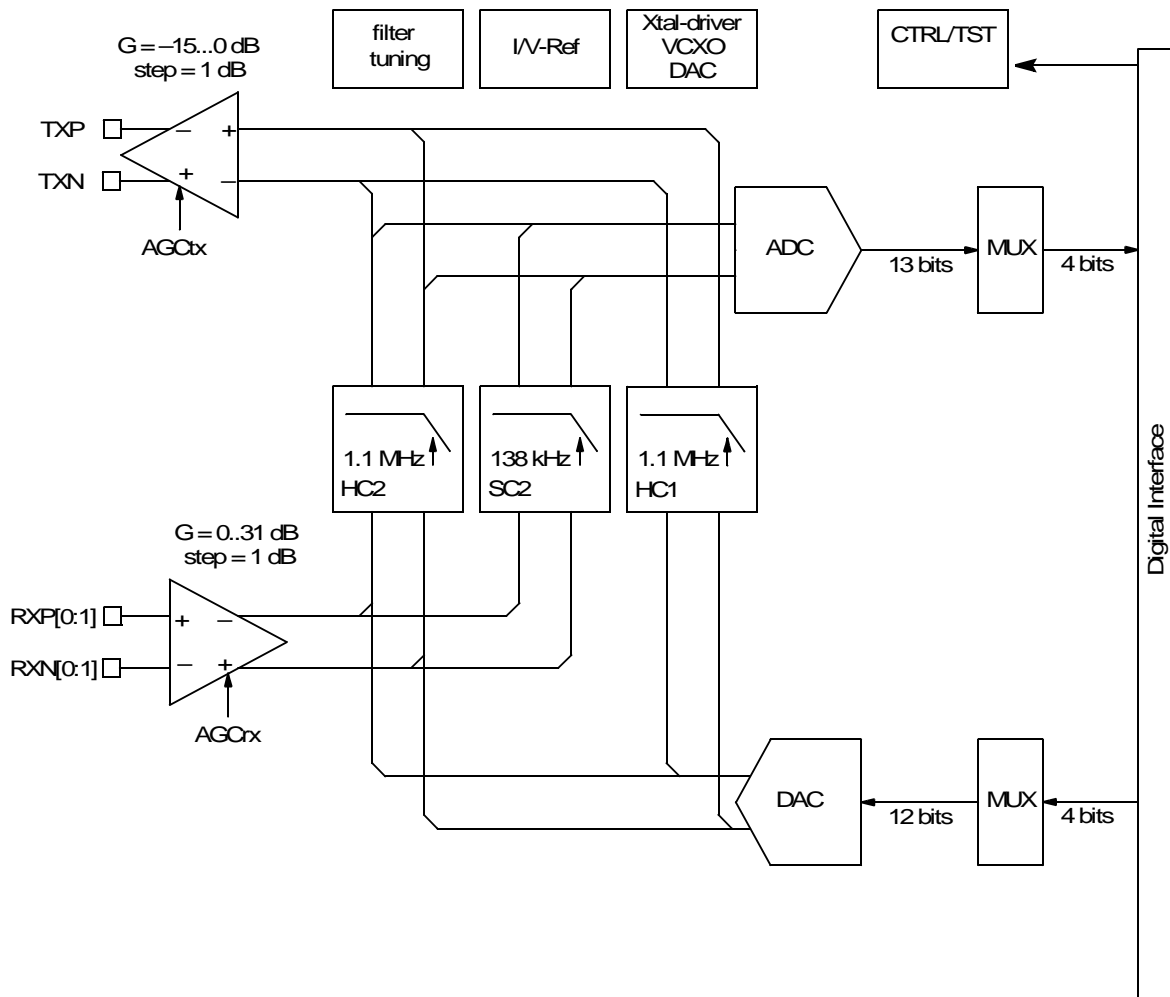 filter
tuning
I/V-Ref
Xtal-driver
VCXO
DAC
CTRL/TST
G = –15...0 dB
step = 1 dB
TXP
TXN
– +
+ –
AGCtx
ADC
13 bits
MUX
4 bits
1.1 MHz
HC2
138 kHz
SC2
1.1 MHz
HC1
Digital Interface
G = 0..31 dB
step = 1 dB
RXP[0:1]
RXN[0:1]
+ –
– +
AGCrx
DAC
12 bits
MUX
4 bits